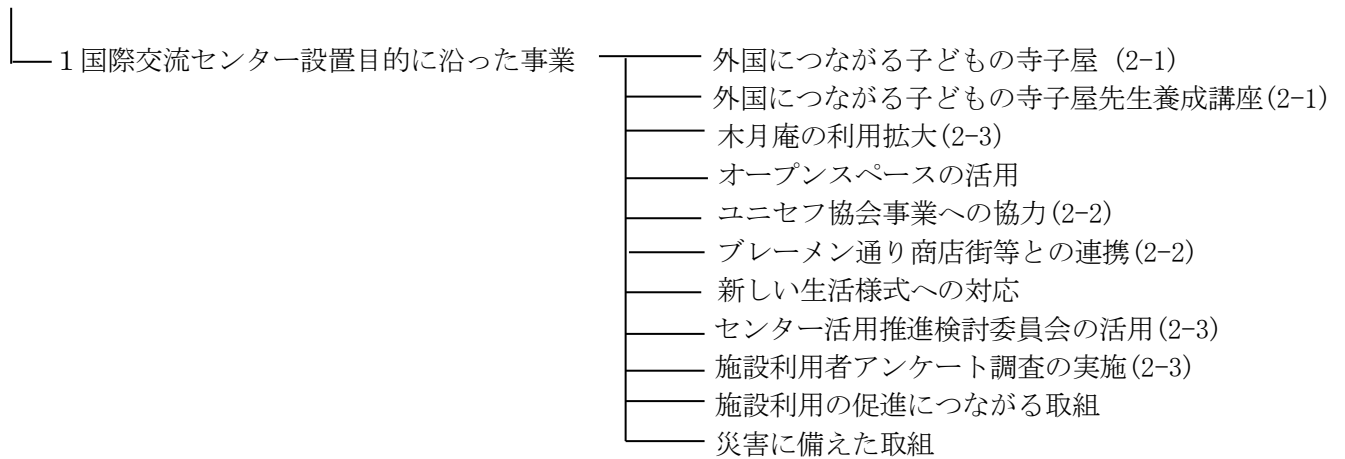 1国際交流センター設置目的に沿った事業
外国につながる子どもの寺子屋 (2-1)
外国につながる子どもの寺子屋先生養成講座(2-1)
木月庵の利用拡大(2-3)
オープンスペースの活用
ユニセフ協会事業への協力(2-2)
ブレーメン通り商店街等との連携(2-2)
新しい生活様式への対応
センター活用推進検討委員会の活用(2-3)
施設利用者アンケート調査の実施(2-3)
施設利用の促進につながる取組
災害に備えた取組